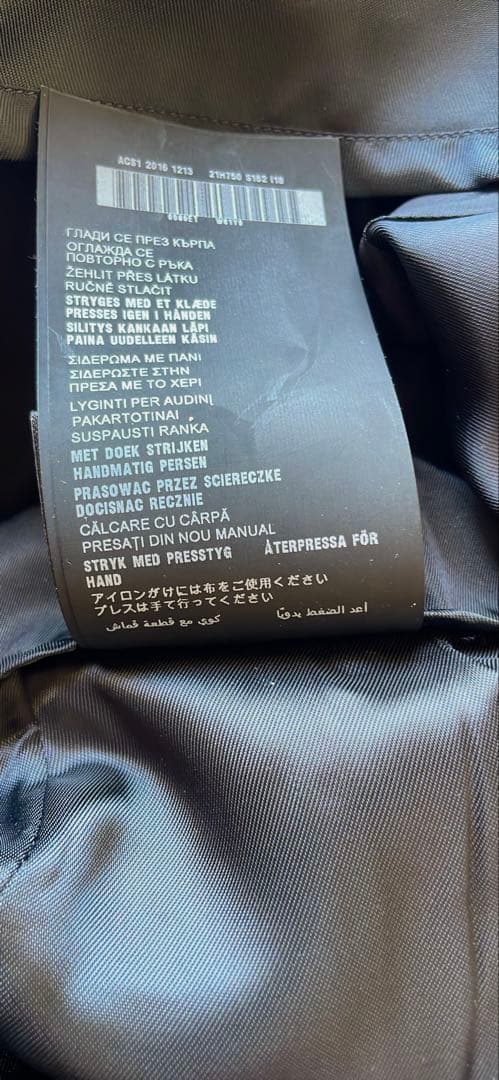 ACS1 2016 1213 21H750 S162 I18
ГЛАДИ СЕ ПРЕЗ КЪРПА
ОГЛАЖДА СЕ
ПОВТОРНО С РЪКА
ŽEHLIT PŘES LÁTKU
RUČNĚ STLAČIT
STRYGES MED ET KLÆDE
PRESSES IGEN I HÅNDEN
SILITYS KANKAAN LÄPI
PAINA UUDELLEEN KÄSIN
ΣΙΔΕΡΩΜΑ ΜΕ ΠΑΝΙ
ΣΙΔΕΡΩΣΤΕ ΣΤΗΝ
ΠΡΕΣΑ ΜΕ ΤΟ ΧΕΡΙ
LYGINTI PER AUDINĮ
PAKARTOTINAI
SUSPAUSTI RANKA
MET DOEK STRIJKEN
HANDMATIG PERSEN
PRASOWAC PRZEZ SCIERECZKE
DOCISNAC RECZNIE
CĂLCARE CU CÂRPĂ
PRESAȚI DIN NOU MANUAL
STRYK MED PRESSTYG ÅTERPRESSA FÖR
HAND
アイロンがけには布をご使用ください
プレスは手で行ってください
كوي مع قطعة قماش أعد الضغط يدويًا